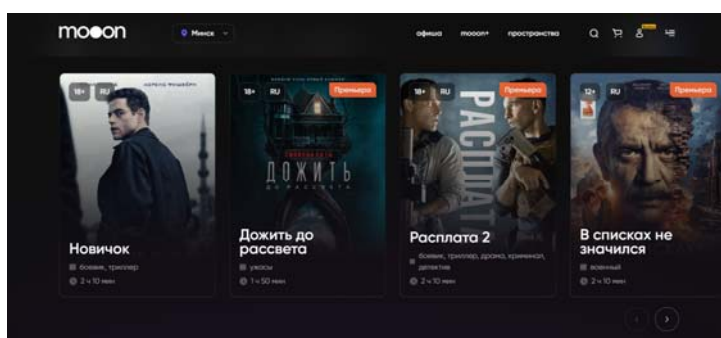 mooon
Минск
афиша mooon+ пространство
18+ RU
Новичок
боевик, триллер
2 ч 10 мин
18+ RU Премьера
ДОЖИТЬ
ДО РАССВЕТА
Дожить до
рассвета
ужасы
1 ч 50 мин
18+ RU Премьера
РАСПЛАТ
Расплата 2
боевик, триллер, драма, криминал,
детектив
2 ч 10 мин
12+ RU Премьера
В списках не
значился
военный
2 ч 10 мин